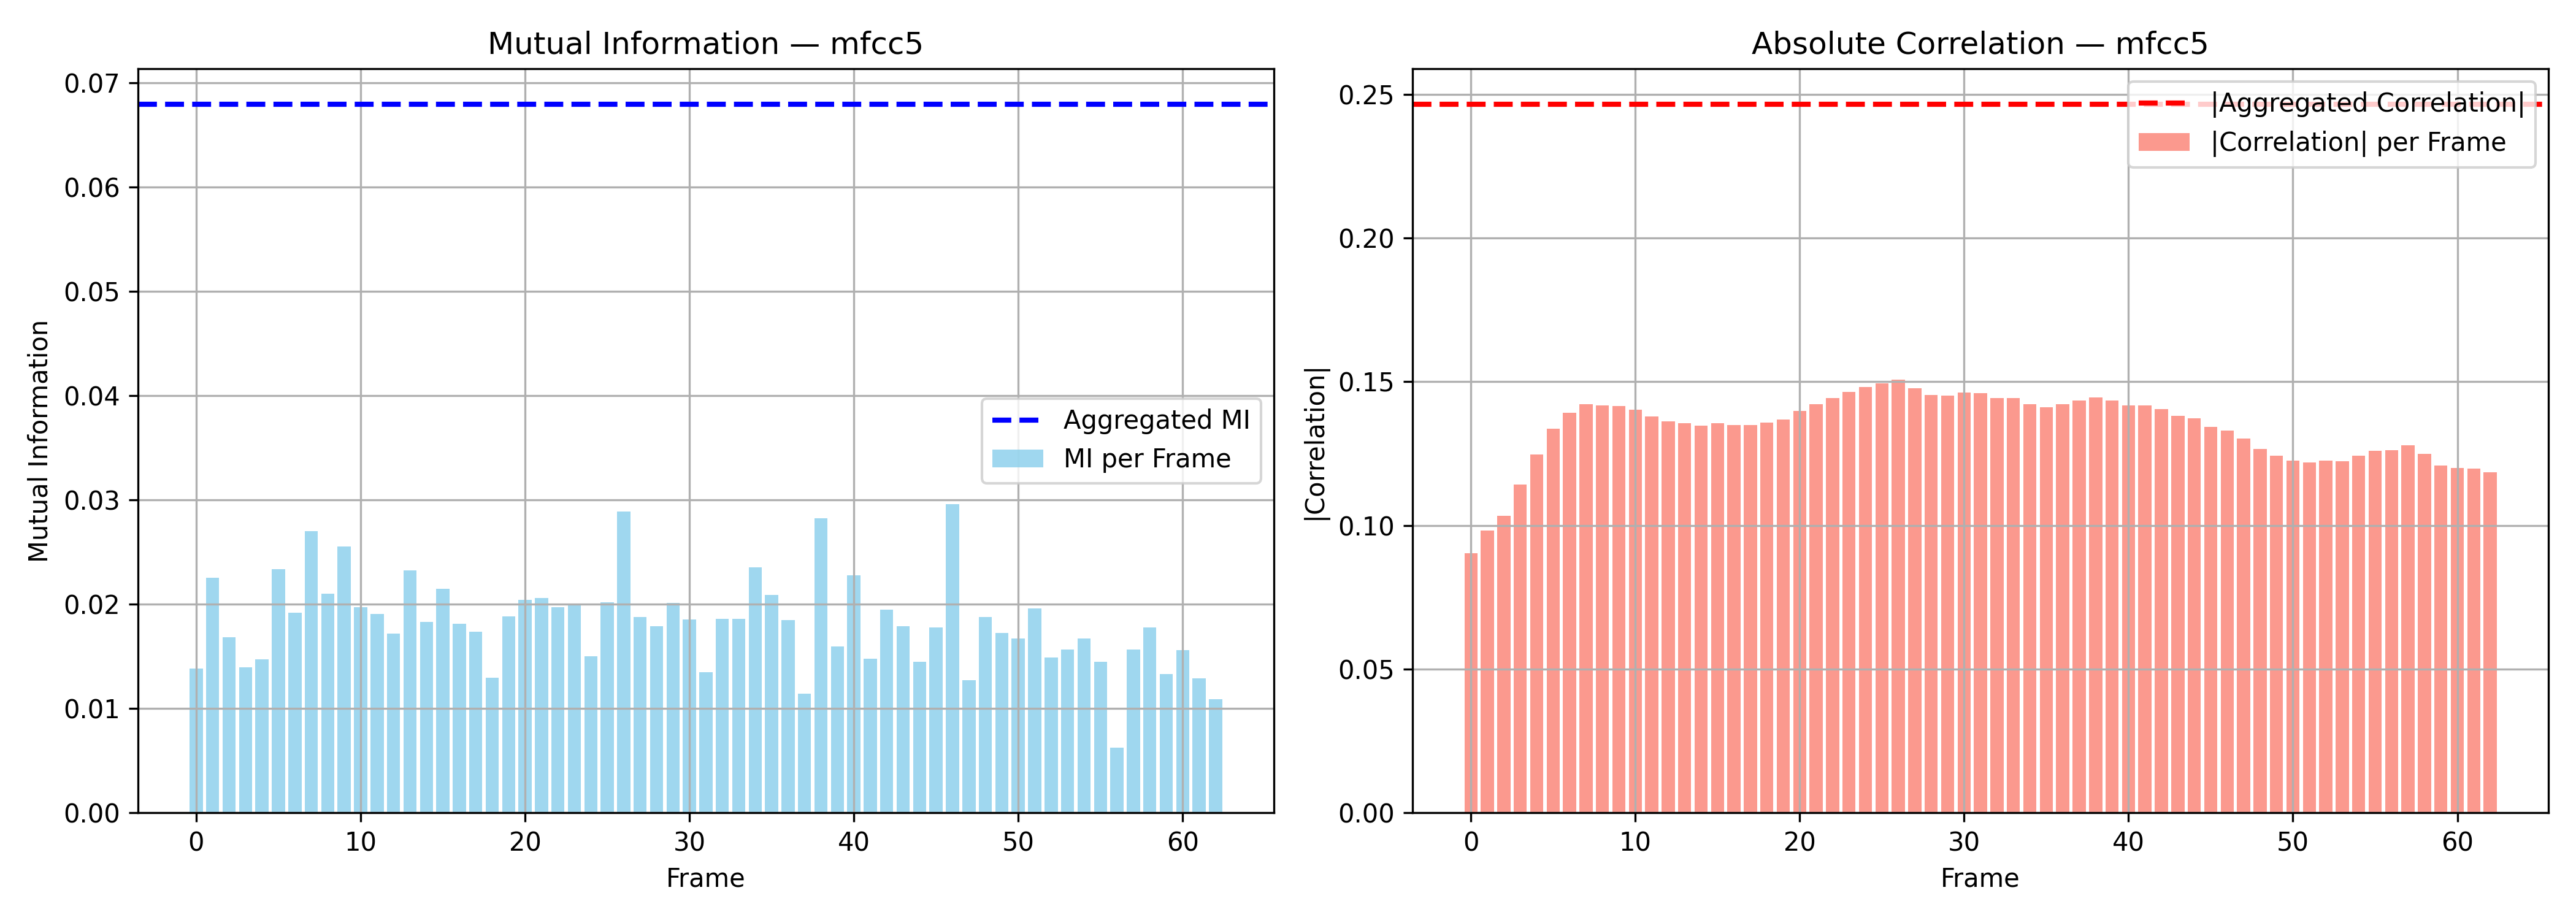 Mutual Information — mfcc5
Mutual Information
0.07
0.06
0.05
0.04
0.03
0.02
0.01
0.00
Aggregated MI
MI per Frame
0 10 20 30 40 50 60
Frame
Absolute Correlation — mfcc5
|Correlation|
0.25
0.20
0.15
0.10
0.05
0.00
|Aggregated Correlation|
|Correlation| per Frame
0 10 20 30 40 50 60
Frame